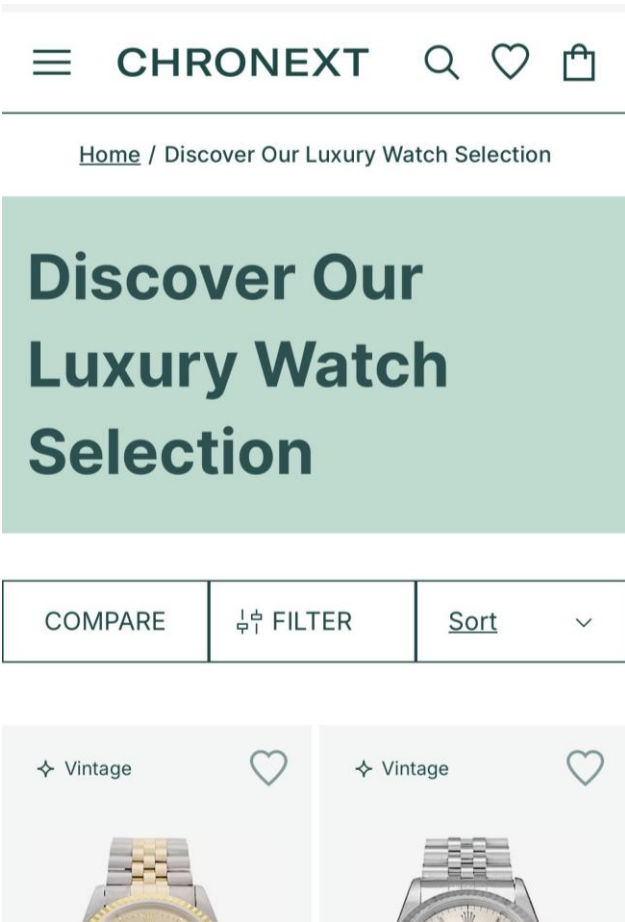 CHRONEXT
Home / Discover Our Luxury Watch Selection
Discover Our
Luxury Watch
Selection
COMPARE
FILTER
Sort
Vintage
Vintage